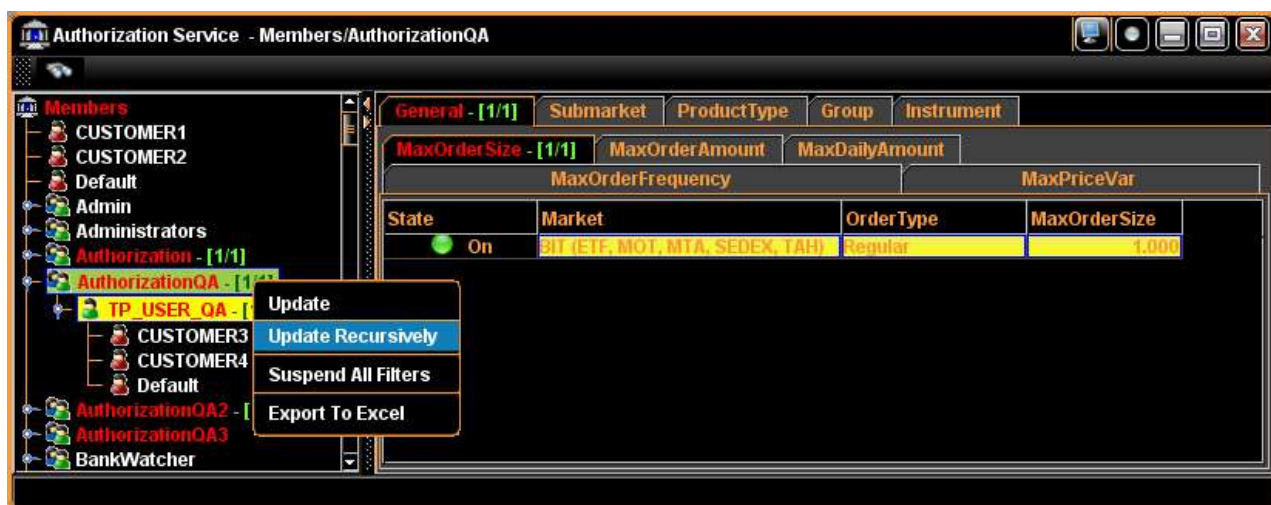 Authorization Service - Members/AuthorizationQA
Members
CUSTOMER1
CUSTOMER2
Default
Admin
Administrators
Authorization - [1/1]
AuthorizationQA - [1/1]
TP_USER_QA - [
CUSTOMER3
CUSTOMER4
Default
AuthorizationQA2 - [
AuthorizationQA3
BankWatcher
Update
Update Recursively
Suspend All Filters
Export To Excel
General - [1/1] Submarket ProductType Group Instrument
MaxOrderSize - [1/1] MaxOrderAmount MaxDailyAmount
MaxOrderFrequency MaxPriceVar
State Market OrderType MaxOrderSize
On BIT (ETF, MOT, MTA, SEDEX, TAH) Regular 1.000